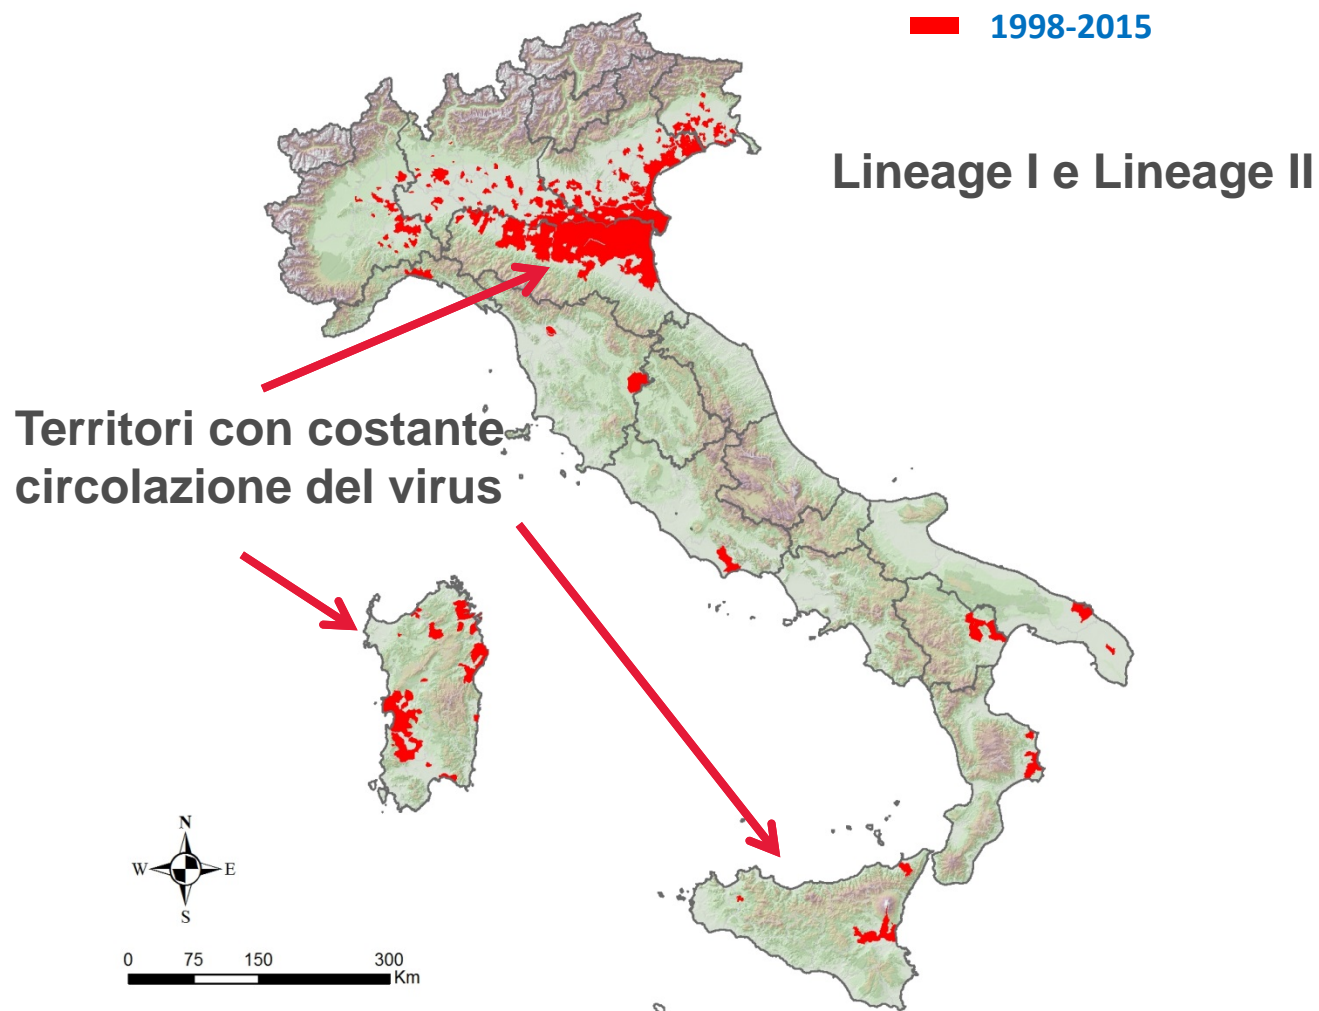 1998-2015
Lineage I e Lineage II
Territori con costante
circolazione del virus
N
W E
S
0 75 150 300
Km